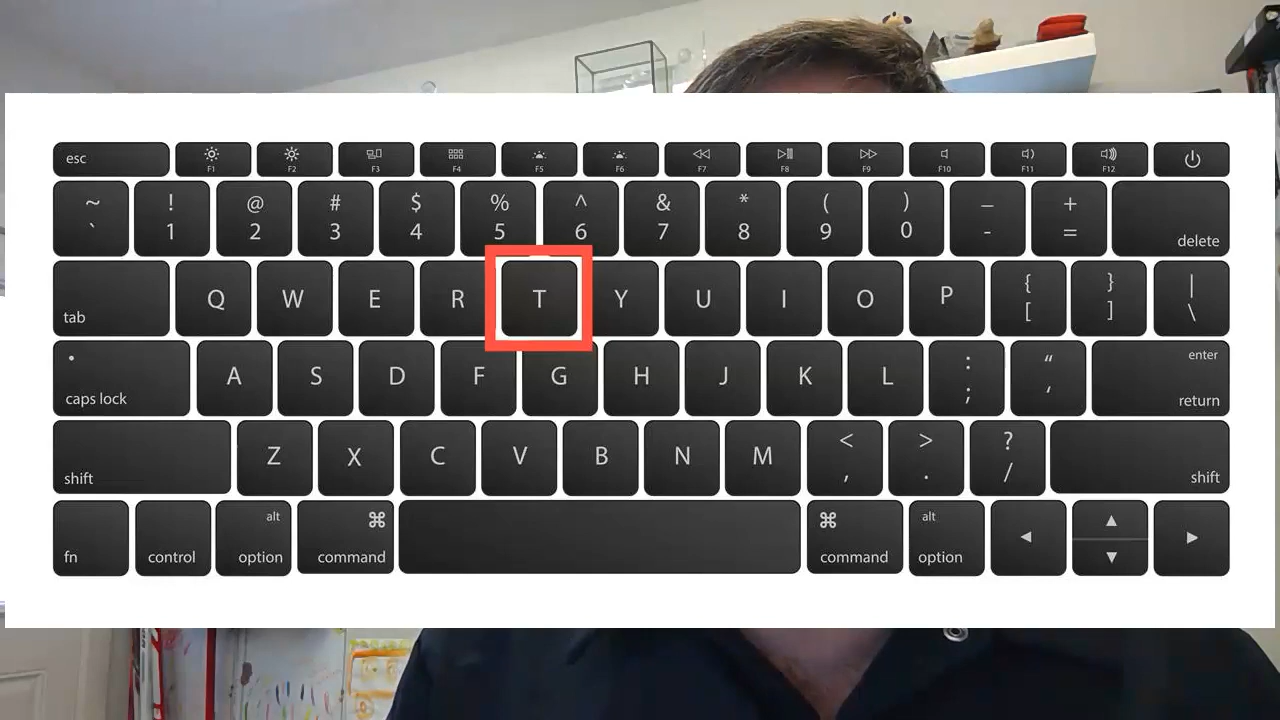 esc F1 F2 F3 F4 F5 F6 F7 F8 F9 F10 F11 F12
~ ! @ # $ % ^ & * ( ) _ +
` 1 2 3 4 5 6 7 8 9 0 - = delete
tab Q W E R T Y U I O P { [ } ] | \
caps lock A S D F G H J K L : ; “ ‘ enter return
shift Z X C V B N M < , > . ? / shift
fn control alt option ⌘ command ⌘ command alt option ◀ ▲ ▼ ▶